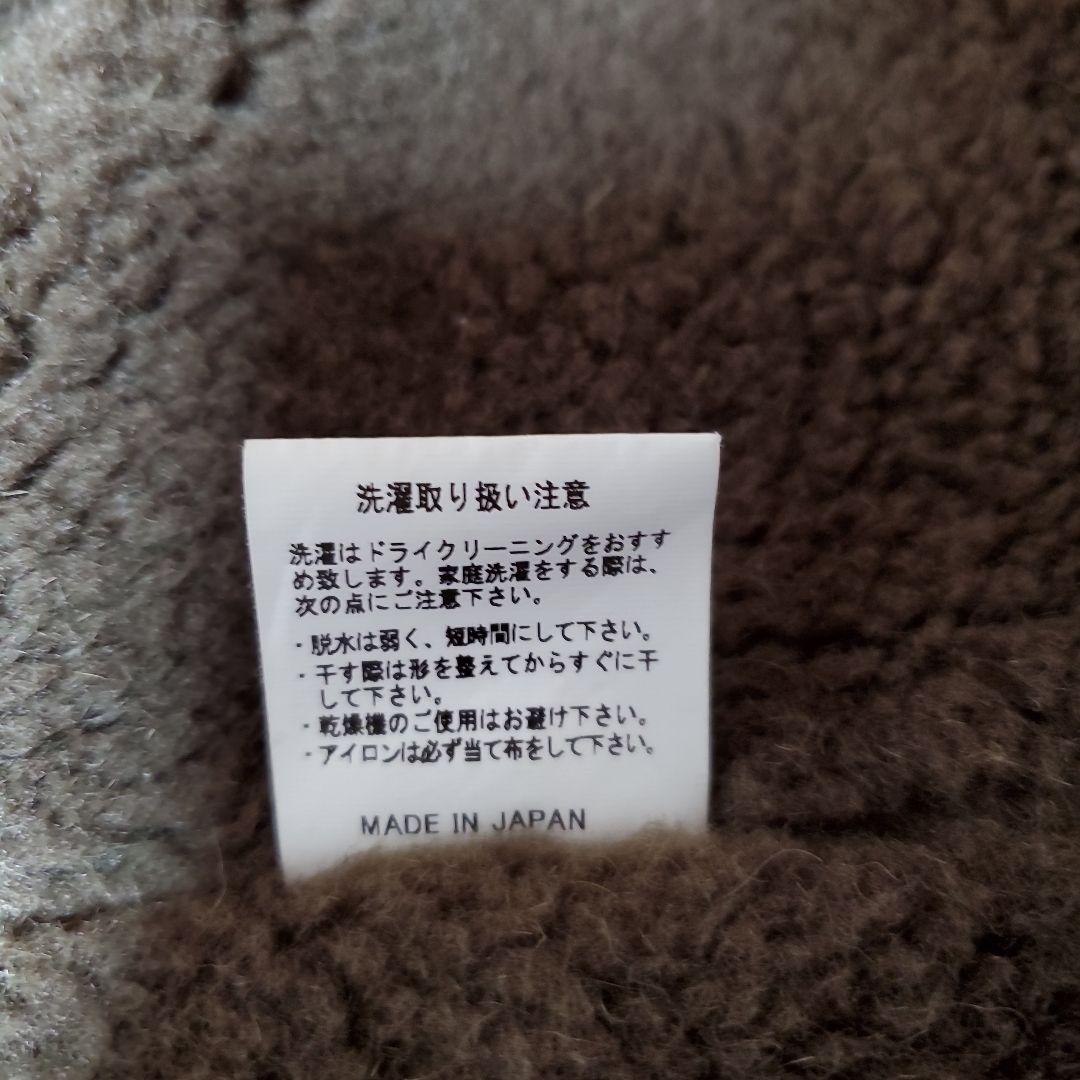 洗濯取り扱い注意
洗濯はドライクリーニングをおすす
め致します。家庭洗濯をする際は、
次の点にご注意下さい。
・脱水は弱く、短時間にして下さい。
・干す際は形を整えてからすぐに干
して下さい。
・乾燥機のご使用はお避け下さい。
・アイロンは必ず当て布をして下さい。
MADE IN JAPAN